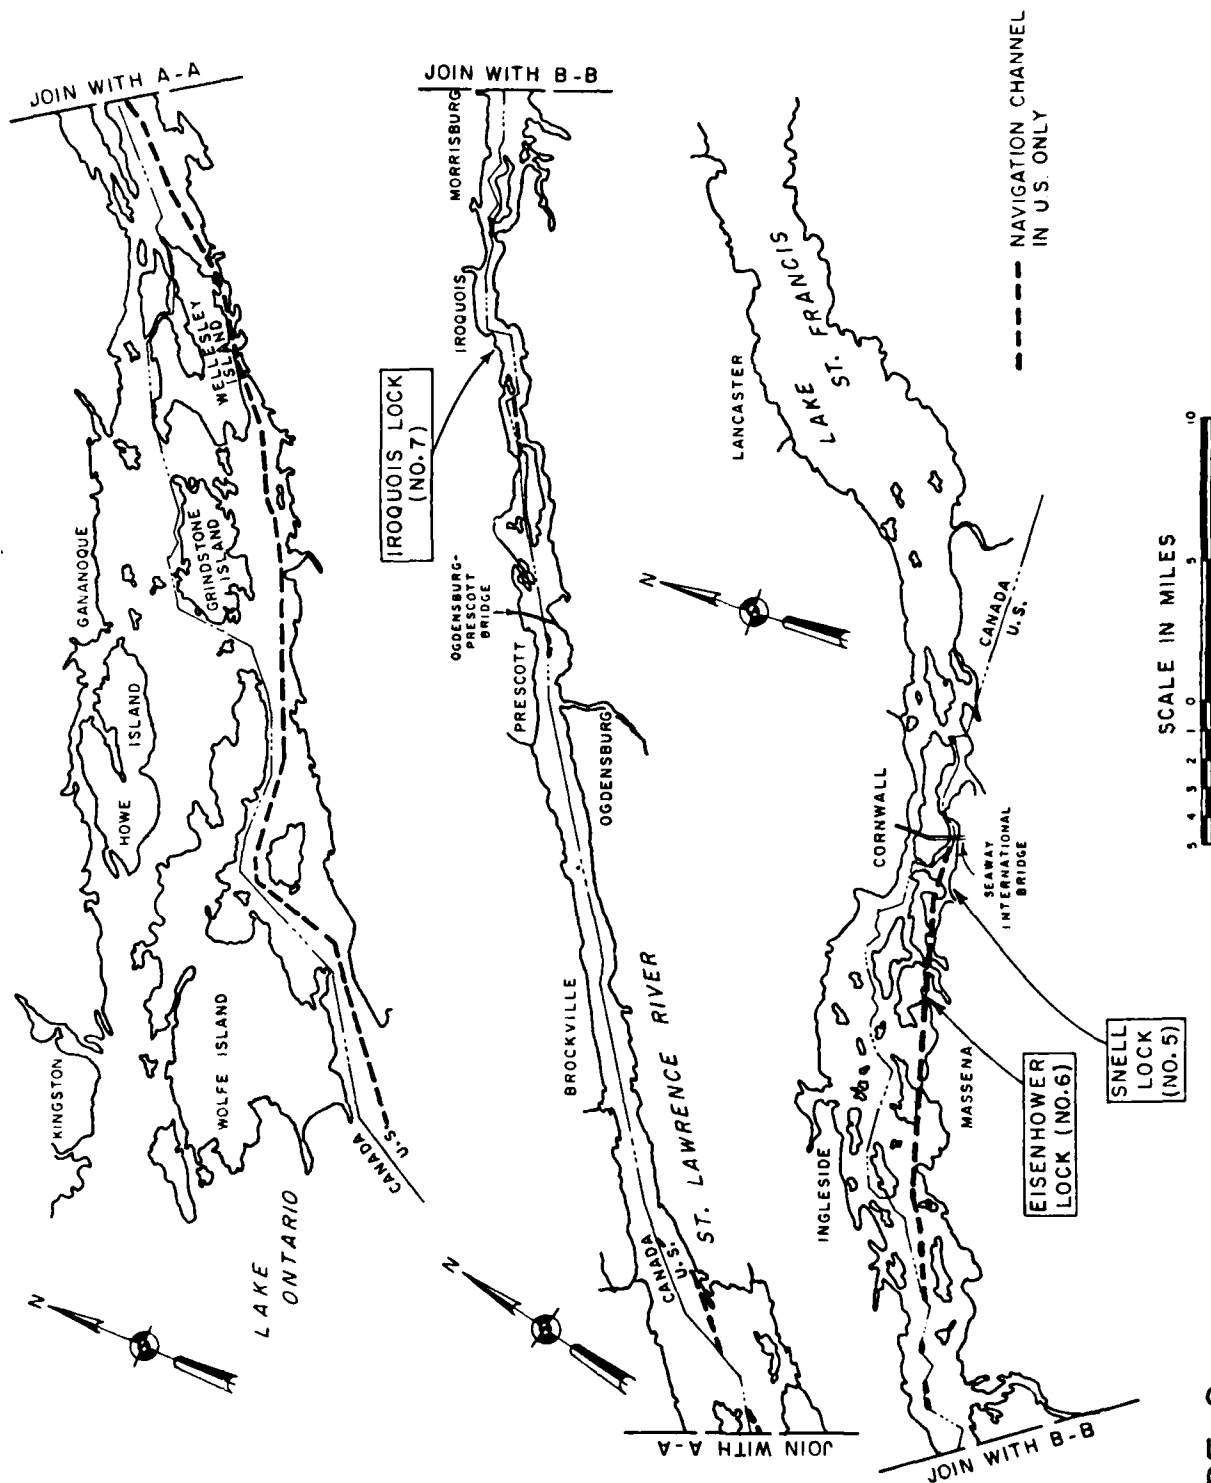 JOIN WITH A-A
KINGSTON
WOLFE ISLAND
HOWE
ISLAND
GANANOQUE
GRINDSTONE
ISLAND
WELLESLEY
ISLAND
LAKE
ONTARIO
CANADA
U.S.
N
JOIN WITH B-B
MORRISBURG
IROQUOIS
IROQUOIS LOCK
(NO. 7)
OGDENSBURG-
PRESCOTT
BRIDGE
PRESCOTT
OGDENSBURG
BROCKVILLE
ST. LAWRENCE RIVER
CANADA
U.S.
N
JOIN WITH A-A
N
LANCASTER
LAKE
ST. FRANCIS
CANADA
U.S.
CORNWALL
SEAWAY
INTERNATIONAL
BRIDGE
INGLESIDE
MASSENA
EISENHOWER
LOCK (NO.6)
SNELL
LOCK
(NO.5)
JOIN WITH B-B
NAVIGATION CHANNEL
IN U.S. ONLY
SCALE IN MILES
5 4 3 2 1 0 5 10